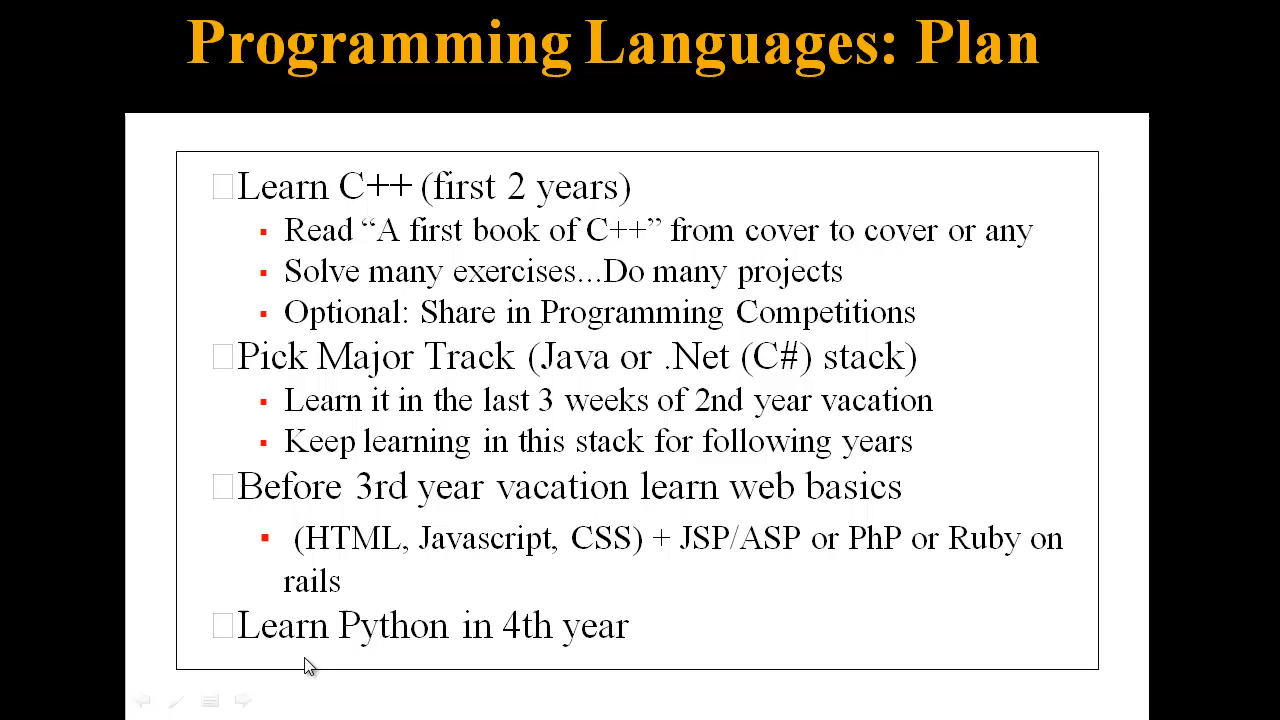 Programming Languages: Plan
Learn C++ (first 2 years)
Read “A first book of C++” from cover to cover or any
Solve many exercises...Do many projects
Optional: Share in Programming Competitions
Pick Major Track (Java or .Net (C#) stack)
Learn it in the last 3 weeks of 2nd year vacation
Keep learning in this stack for following years
Before 3rd year vacation learn web basics
(HTML, Javascript, CSS) + JSP/ASP or PhP or Ruby on
rails
Learn Python in 4th year